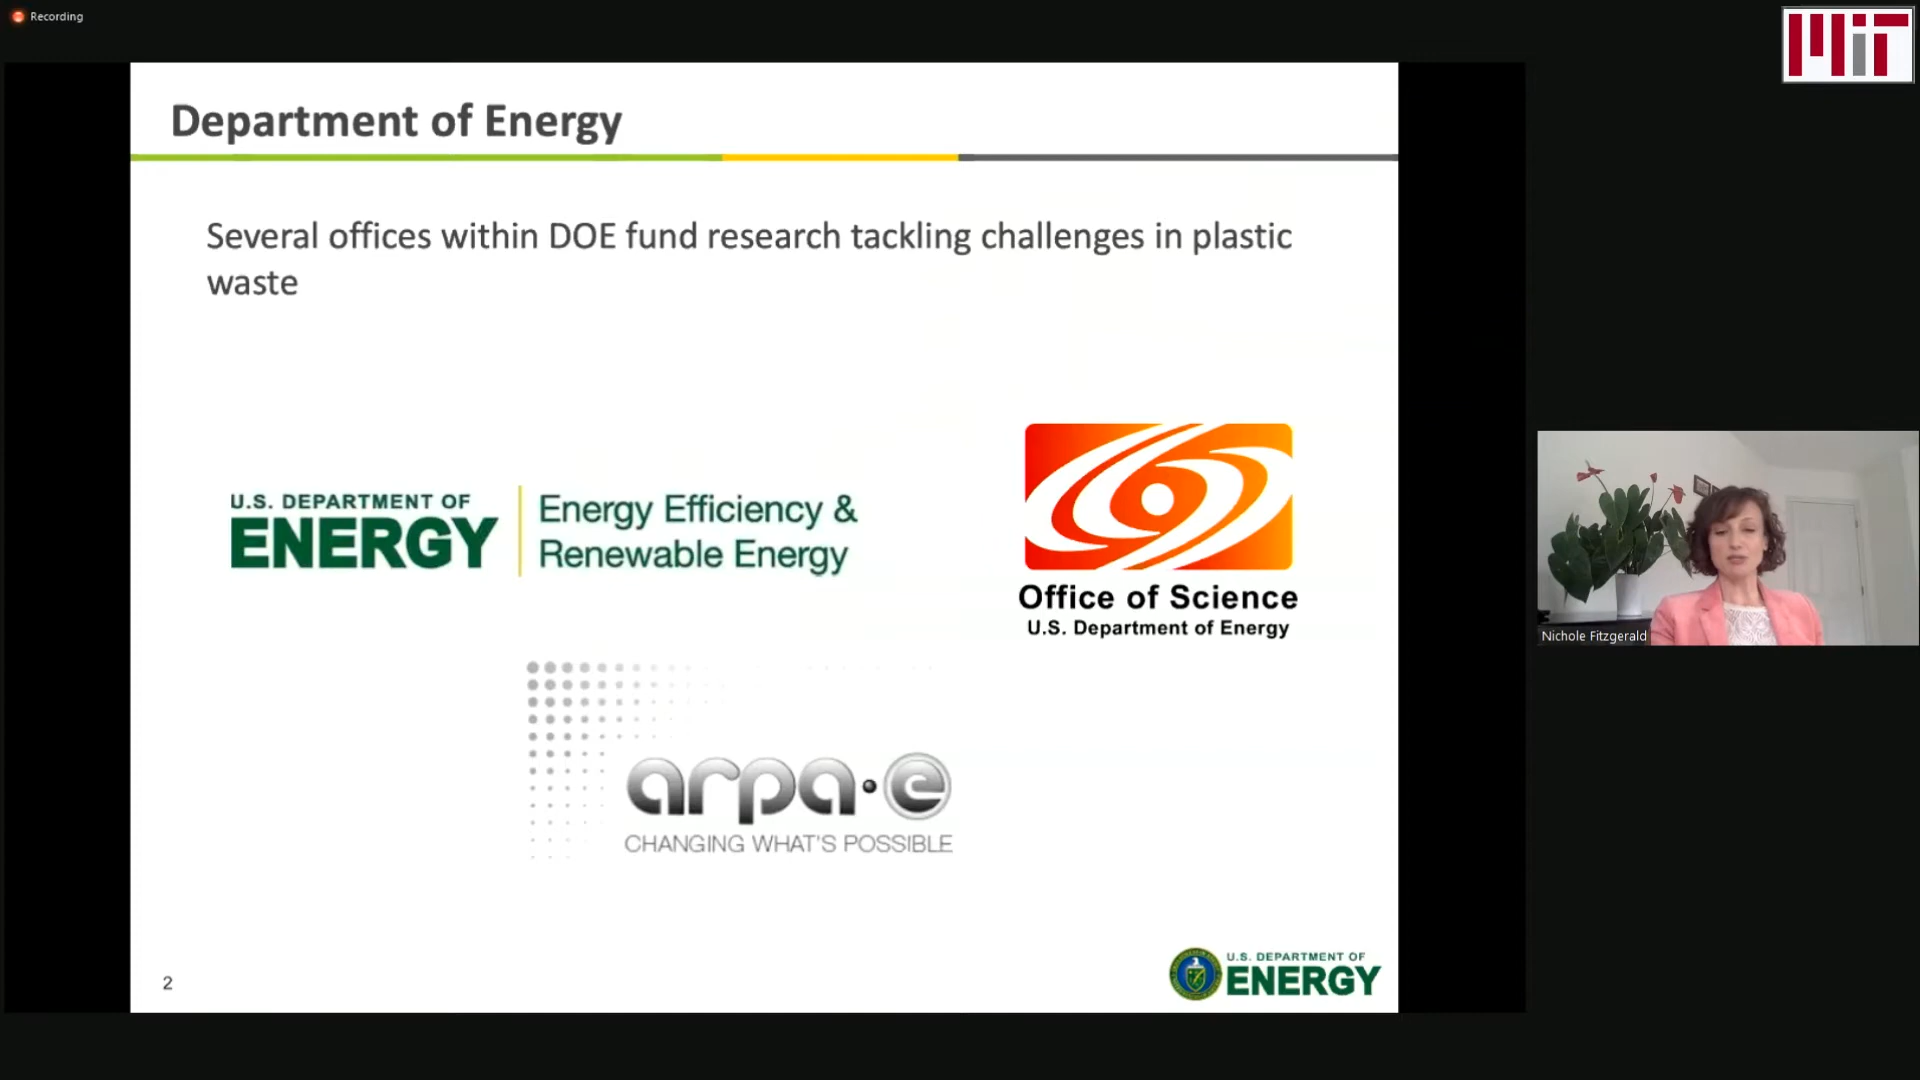 Recording
MIT
Department of Energy
Several offices within DOE fund research tackling challenges in plastic
waste
U.S. DEPARTMENT OF
ENERGY
Energy Efficiency &
Renewable Energy
Office of Science
U.S. Department of Energy
arpa·e
CHANGING WHAT'S POSSIBLE
Nichole Fitzgerald
2
U.S. DEPARTMENT OF
ENERGY